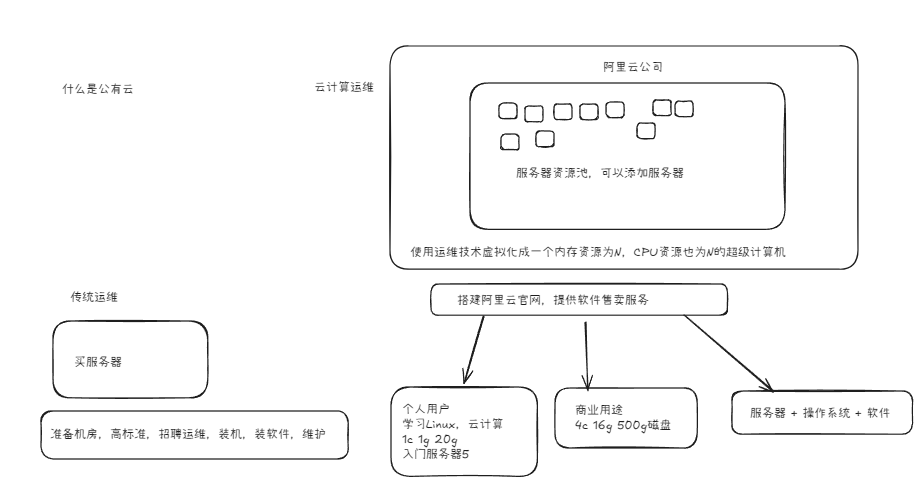 什么是公有云
云计算运维
阿里云公司
服务器资源池，可以添加服务器
使用运维技术虚拟化成一个内存资源为N，CPU资源也为N的超级计算机
传统运维
买服务器
准备机房，高标准，招聘运维，装机，装软件，维护
搭建阿里云官网，提供软件售卖服务
个人用户
学习Linux，云计算
1c 1g 20g
入门服务器5
商业用途
4c 16g 500g磁盘
服务器 + 操作系统 + 软件